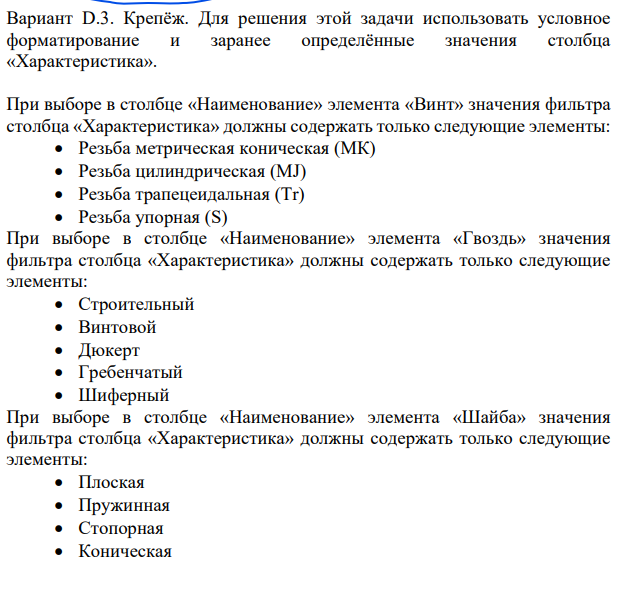 Вариант D.3. Крепёж. Для решения этой задачи использовать условное
форматирование и заранее определённые значения столбца
«Характеристика».
При выборе в столбце «Наименование» элемента «Винт» значения фильтра
столбца «Характеристика» должны содержать только следующие элементы:
• Резьба метрическая коническая (МК)
• Резьба цилиндрическая (MJ)
• Резьба трапецеидальная (Tr)
• Резьба упорная (S)
При выборе в столбце «Наименование» элемента «Гвоздь» значения
фильтра столбца «Характеристика» должны содержать только следующие
элементы:
• Строительный
• Винтовой
• Дюкерт
• Гребенчатый
• Шиферный
При выборе в столбце «Наименование» элемента «Шайба» значения
фильтра столбца «Характеристика» должны содержать только следующие
элементы:
• Плоская
• Пружинная
• Стопорная
• Коническая